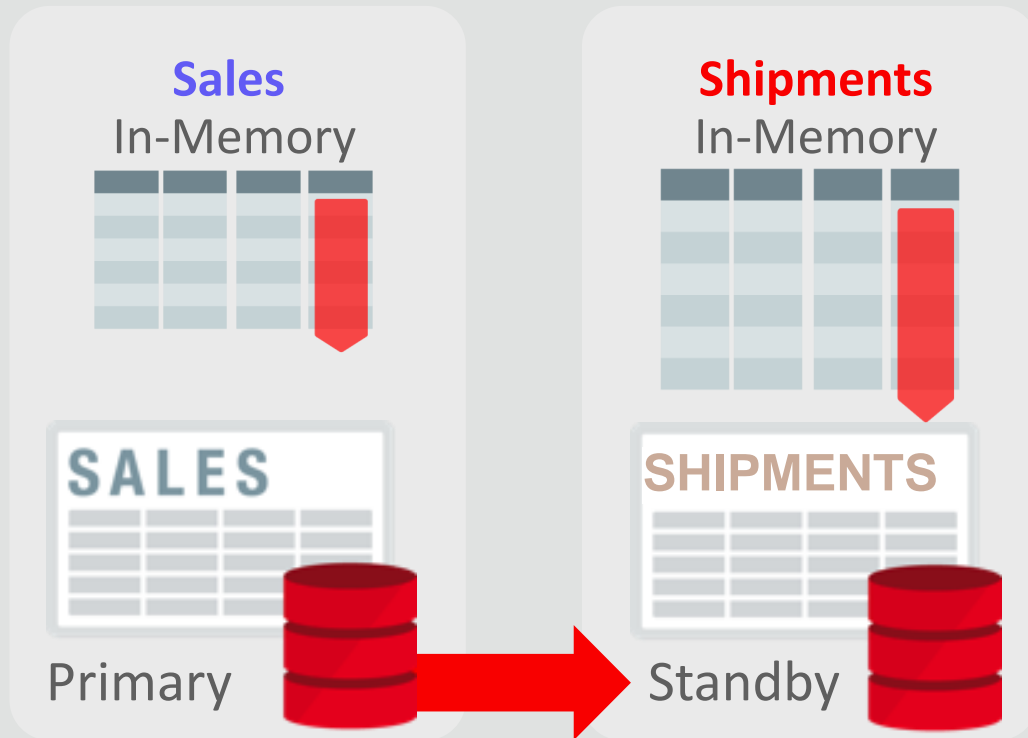 Sales
In-Memory
SALES
Primary
Shipments
In-Memory
SHIPMENTS
Standby